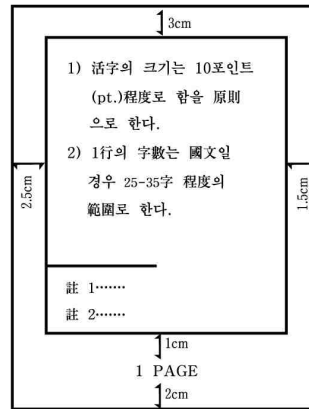 3cm
1) 活字의 크기는 10포인트
(pt.)程度로 함을 原則
으로 한다.
2) 1行의 字數는 國文일
경우 25-35字 程度의
範圍로 한다.
2.5cm
1.5cm
註 1·······
註 2·······
1cm
1 PAGE
2cm